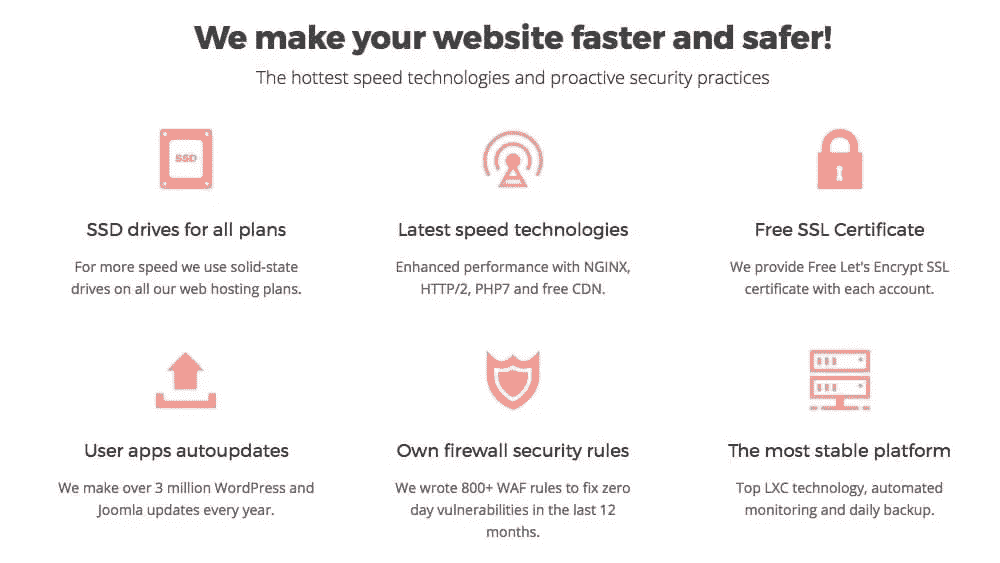 We make your website faster and safer!
The hottest speed technologies and proactive security practices
SSD
SSD drives for all plans
For more speed we use solid-state
drives on all our web hosting plans.
Latest speed technologies
Enhanced performance with NGINX,
HTTP/2, PHP7 and free CDN.
Free SSL Certificate
We provide Free Let's Encrypt SSL
certificate with each account.
User apps autoupdates
We make over 3 million WordPress and
Joomla updates every year.
Own firewall security rules
We wrote 800+ WAF rules to fix zero
day vulnerabilities in the last 12
months.
The most stable platform
Top LXC technology, automated
monitoring and daily backup.